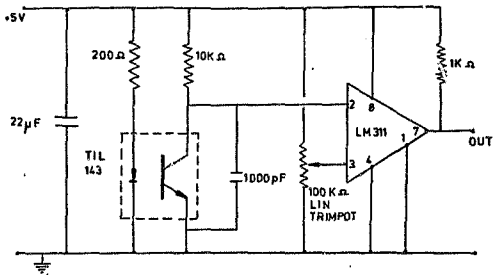 +5V
200Ω
10KΩ
1KΩ
22µF
TIL
143
1000pF
2
8
LM311
1
7
3
4
OUT
100KΩ
LIN
TRIMPOT